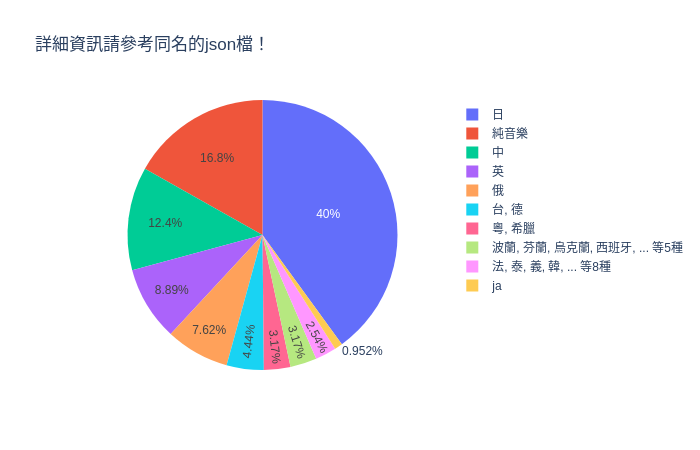 詳細資訊請參考同名的json檔！
16.8%
40%
12.4%
8.89%
7.62%
4.44%
3.17%
3.17%
2.54%
0.952%
日
純音樂
中
英
俄
台, 德
粵, 希臘
波蘭, 芬蘭, 烏克蘭, 西班牙, ... 等5種
法, 泰, 義, 韓, ... 等8種
ja